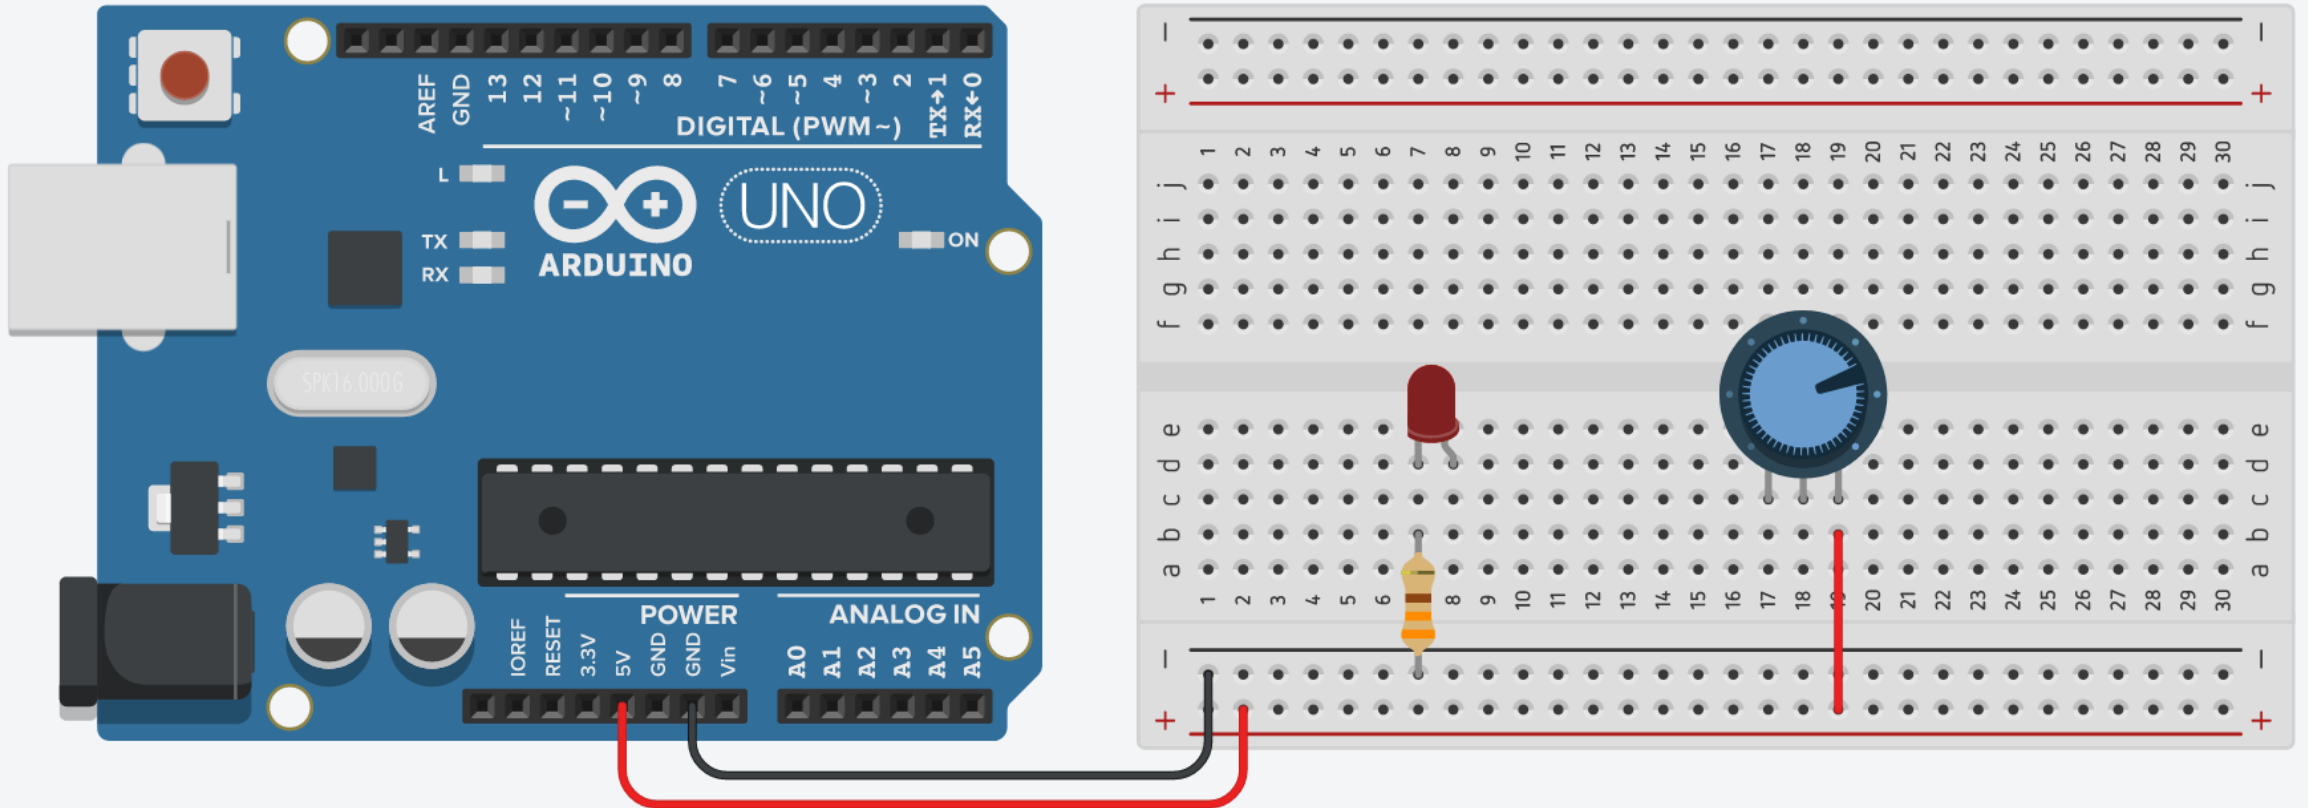 AREF GND 13 12 ~11 ~10 ~9 8 7 ~6 ~5 4 ~3 2 TX→1 RX←0
DIGITAL (PWM~)
L
TX
RX
UNO
ON
ARDUINO
SPK16.000G
POWER
ANALOG IN
IOREF RESET 3.3V 5V GND GND Vin A0 A1 A2 A3 A4 A5
− −
+ +
1 2 3 4 5 6 7 8 9 10 11 12 13 14 15 16 17 18 19 20 21 22 23 24 25 26 27 28 29 30
j j
i i
h h
g g
f f
e e
d d
c c
b b
a a
1 2 3 4 5 6 7 8 9 10 11 12 13 14 15 16 17 18 19 20 21 22 23 24 25 26 27 28 29 30
− −
+ +